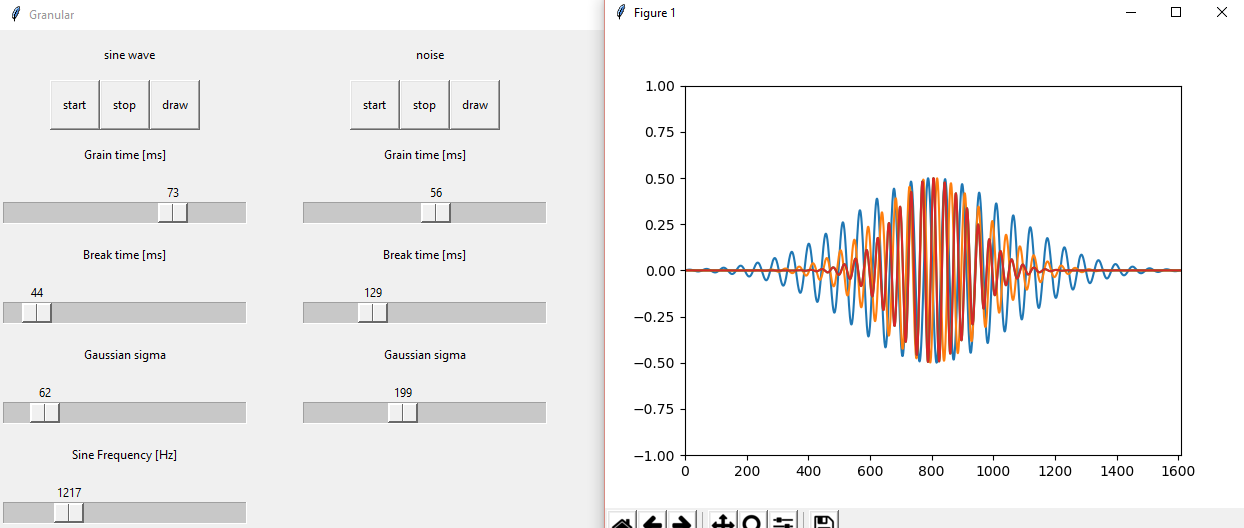 Granular
sine wave
noise
start stop draw
start stop draw
Grain time [ms]
Grain time [ms]
73
56
Break time [ms]
Break time [ms]
44
129
Gaussian sigma
Gaussian sigma
62
199
Sine Frequency [Hz]
1217
Figure 1
1.00
0.75
0.50
0.25
0.00
−0.25
−0.50
−0.75
−1.00
0 200 400 600 800 1000 1200 1400 1600